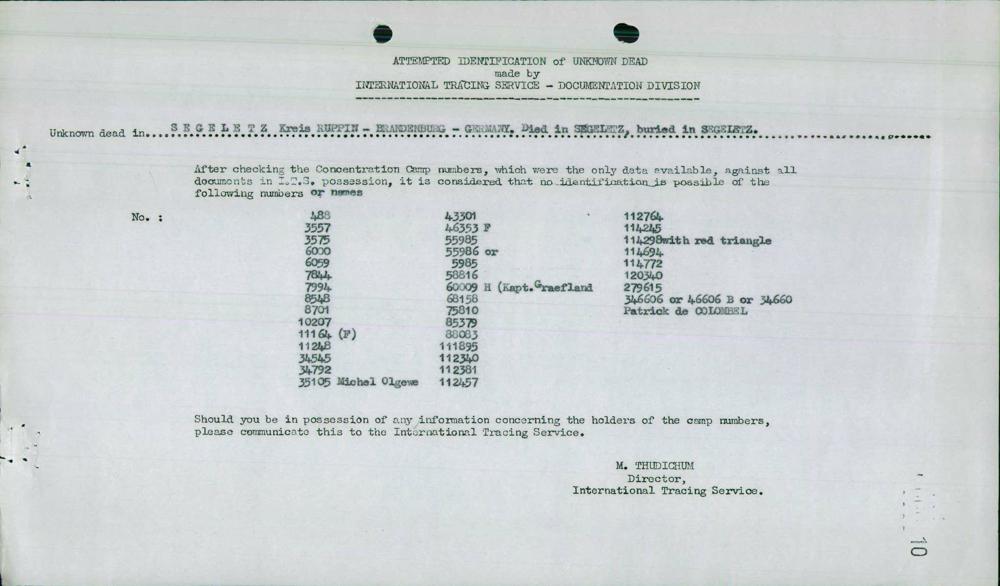 ATTEMPTED IDENTIFICATION of UNKNOWN DEAD
made by
INTERNATIONAL TRACING SERVICE - DOCUMENTATION DIVISION
Unknown dead in.... S E G E L E T Z Kreis RUPPIN - BRANDENBURG - GERMANY. Died in SEGELETZ, buried in SEGELETZ.
After checking the Concentration Camp numbers, which were the only data available, against all
documents in I.T.S. possession, it is considered that no identification is possible of the
following numbers or names
No. :
488
3557
3575
6000
6059
7844
7994
8548
8701
10207
11164 (F)
11248
34545
34792
35105 Michel Olgewe
43301
46353 F
55985
55986 or
5985
58816
60009 H (Kapt. Graefland
68158
75810
85379
88083
111895
112340
112381
112457
112764
114245
114298 with red triangle
114694
114772
120340
279615
346606 or 46606 B or 34660
Patrick de COLOMBEL
Should you be in possession of any information concerning the holders of the camp numbers,
please communicate this to the International Tracing Service.
M. THUDICHUM
Director,
International Tracing Service.
10